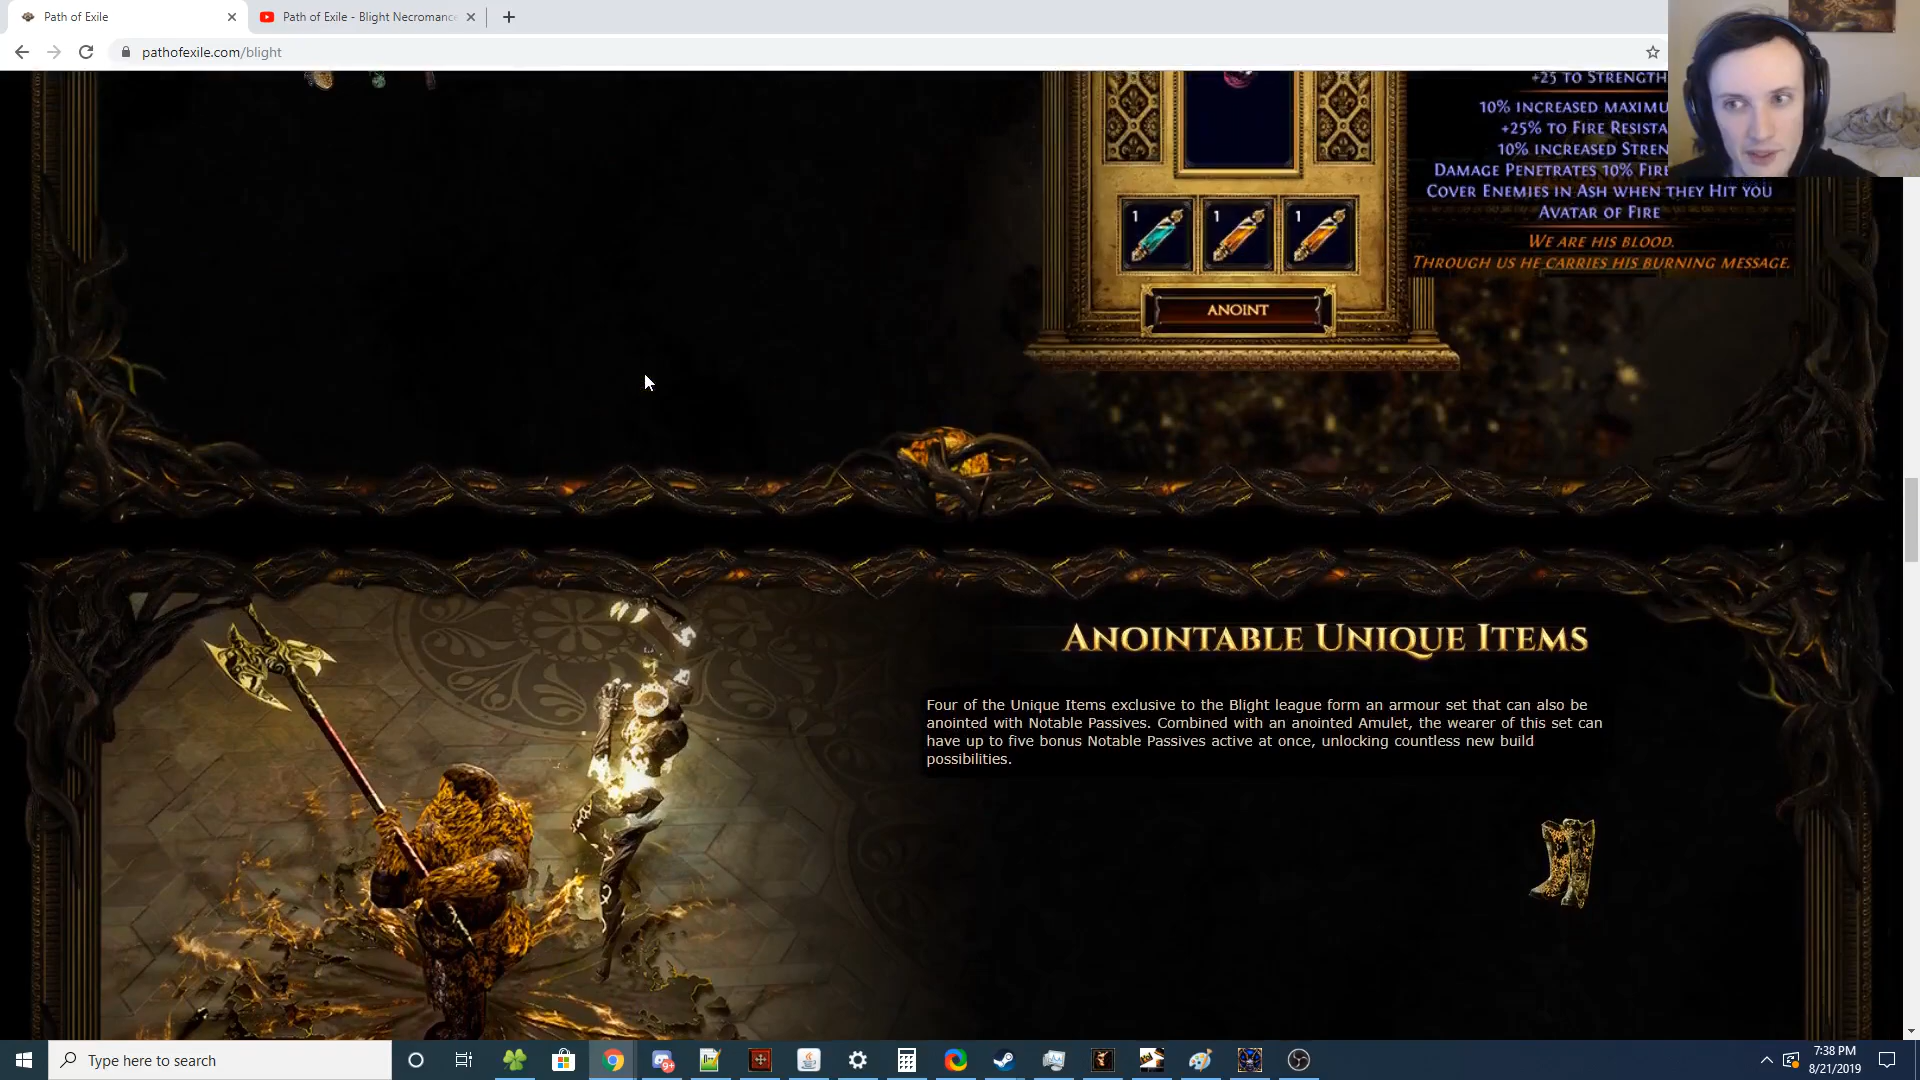 Path of Exile
Path of Exile - Blight Necromance
pathofexile.com/blight
+25 TO STRENGTH
10% INCREASED
+25% TO FIRE
10% INCREASED
DAMAGE PENETRATES 10% FIRE
COVER ENEMIES IN ASH WHEN THEY HIT YOU
AVATAR OF FIRE
WE ARE HIS BLOOD.
THROUGH US HE CARRIES HIS BURNING MESSAGE.
1 1 1
ANOINT
ANOINTABLE UNIQUE ITEMS
Four of the Unique Items exclusive to the Blight league form an armour set that can also be
anointed with Notable Passives. Combined with an anointed Amulet, the wearer of this set can
have up to five bonus Notable Passives active at once, unlocking countless new build
possibilities.
Type here to search
9+
7:38 PM
8/21/2019